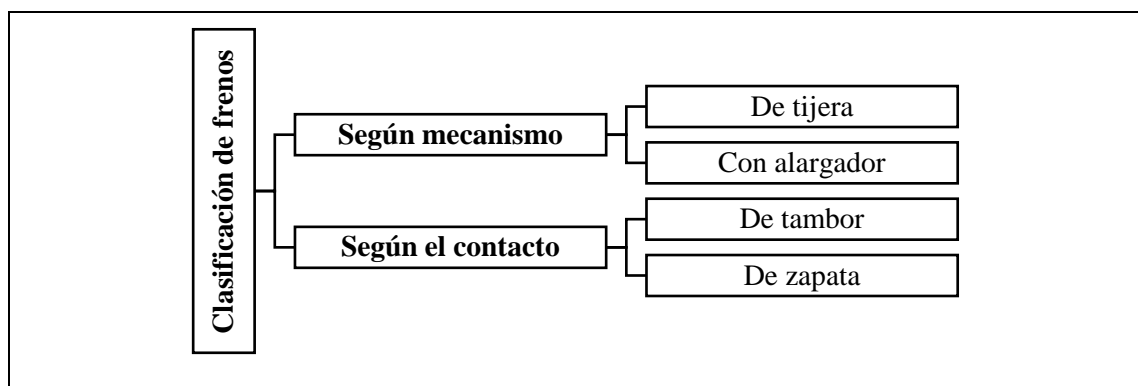 Clasificación de frenos
Según mecanismo
De tijera
Con alargador
Según el contacto
De tambor
De zapata